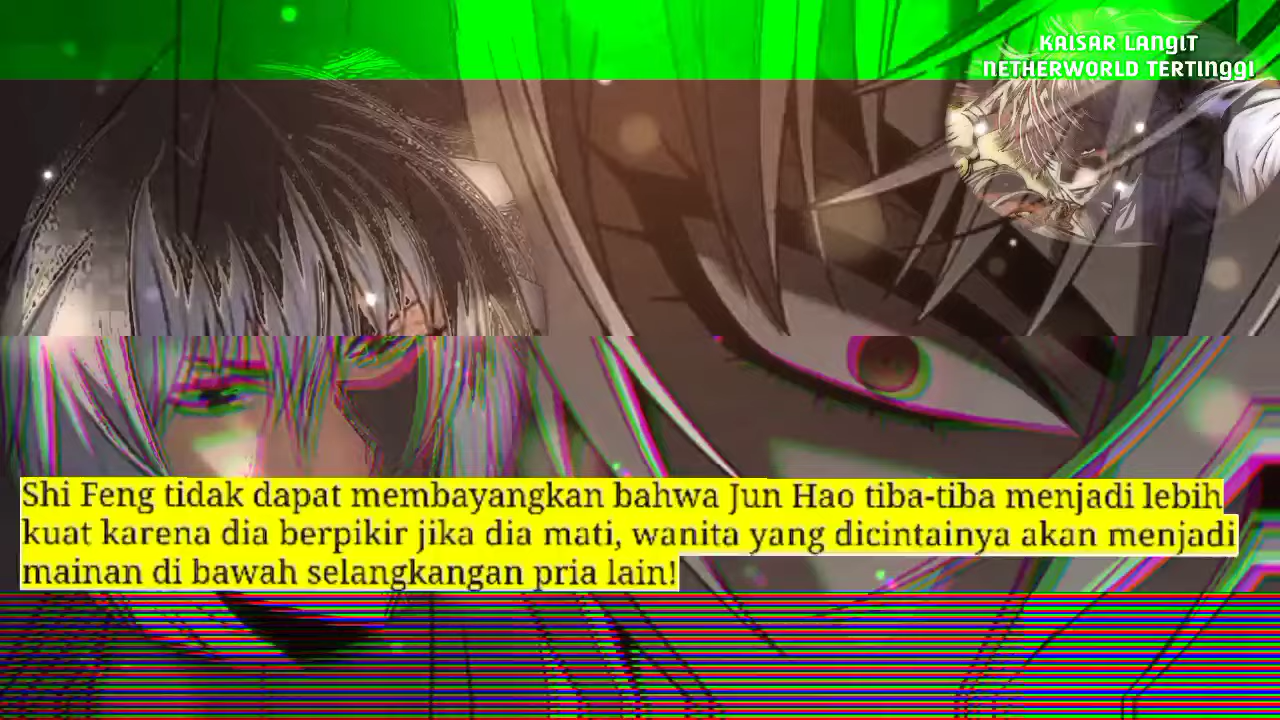 KAISAR LANGIT
NETHERWORLD TERTINGGI
Shi Feng tidak dapat membayangkan bahwa Jun Hao tiba-tiba menjadi lebih
kuat karena dia berpikir jika dia mati, wanita yang dicintainya akan menjadi
mainan di bawah selangkangan pria lain!